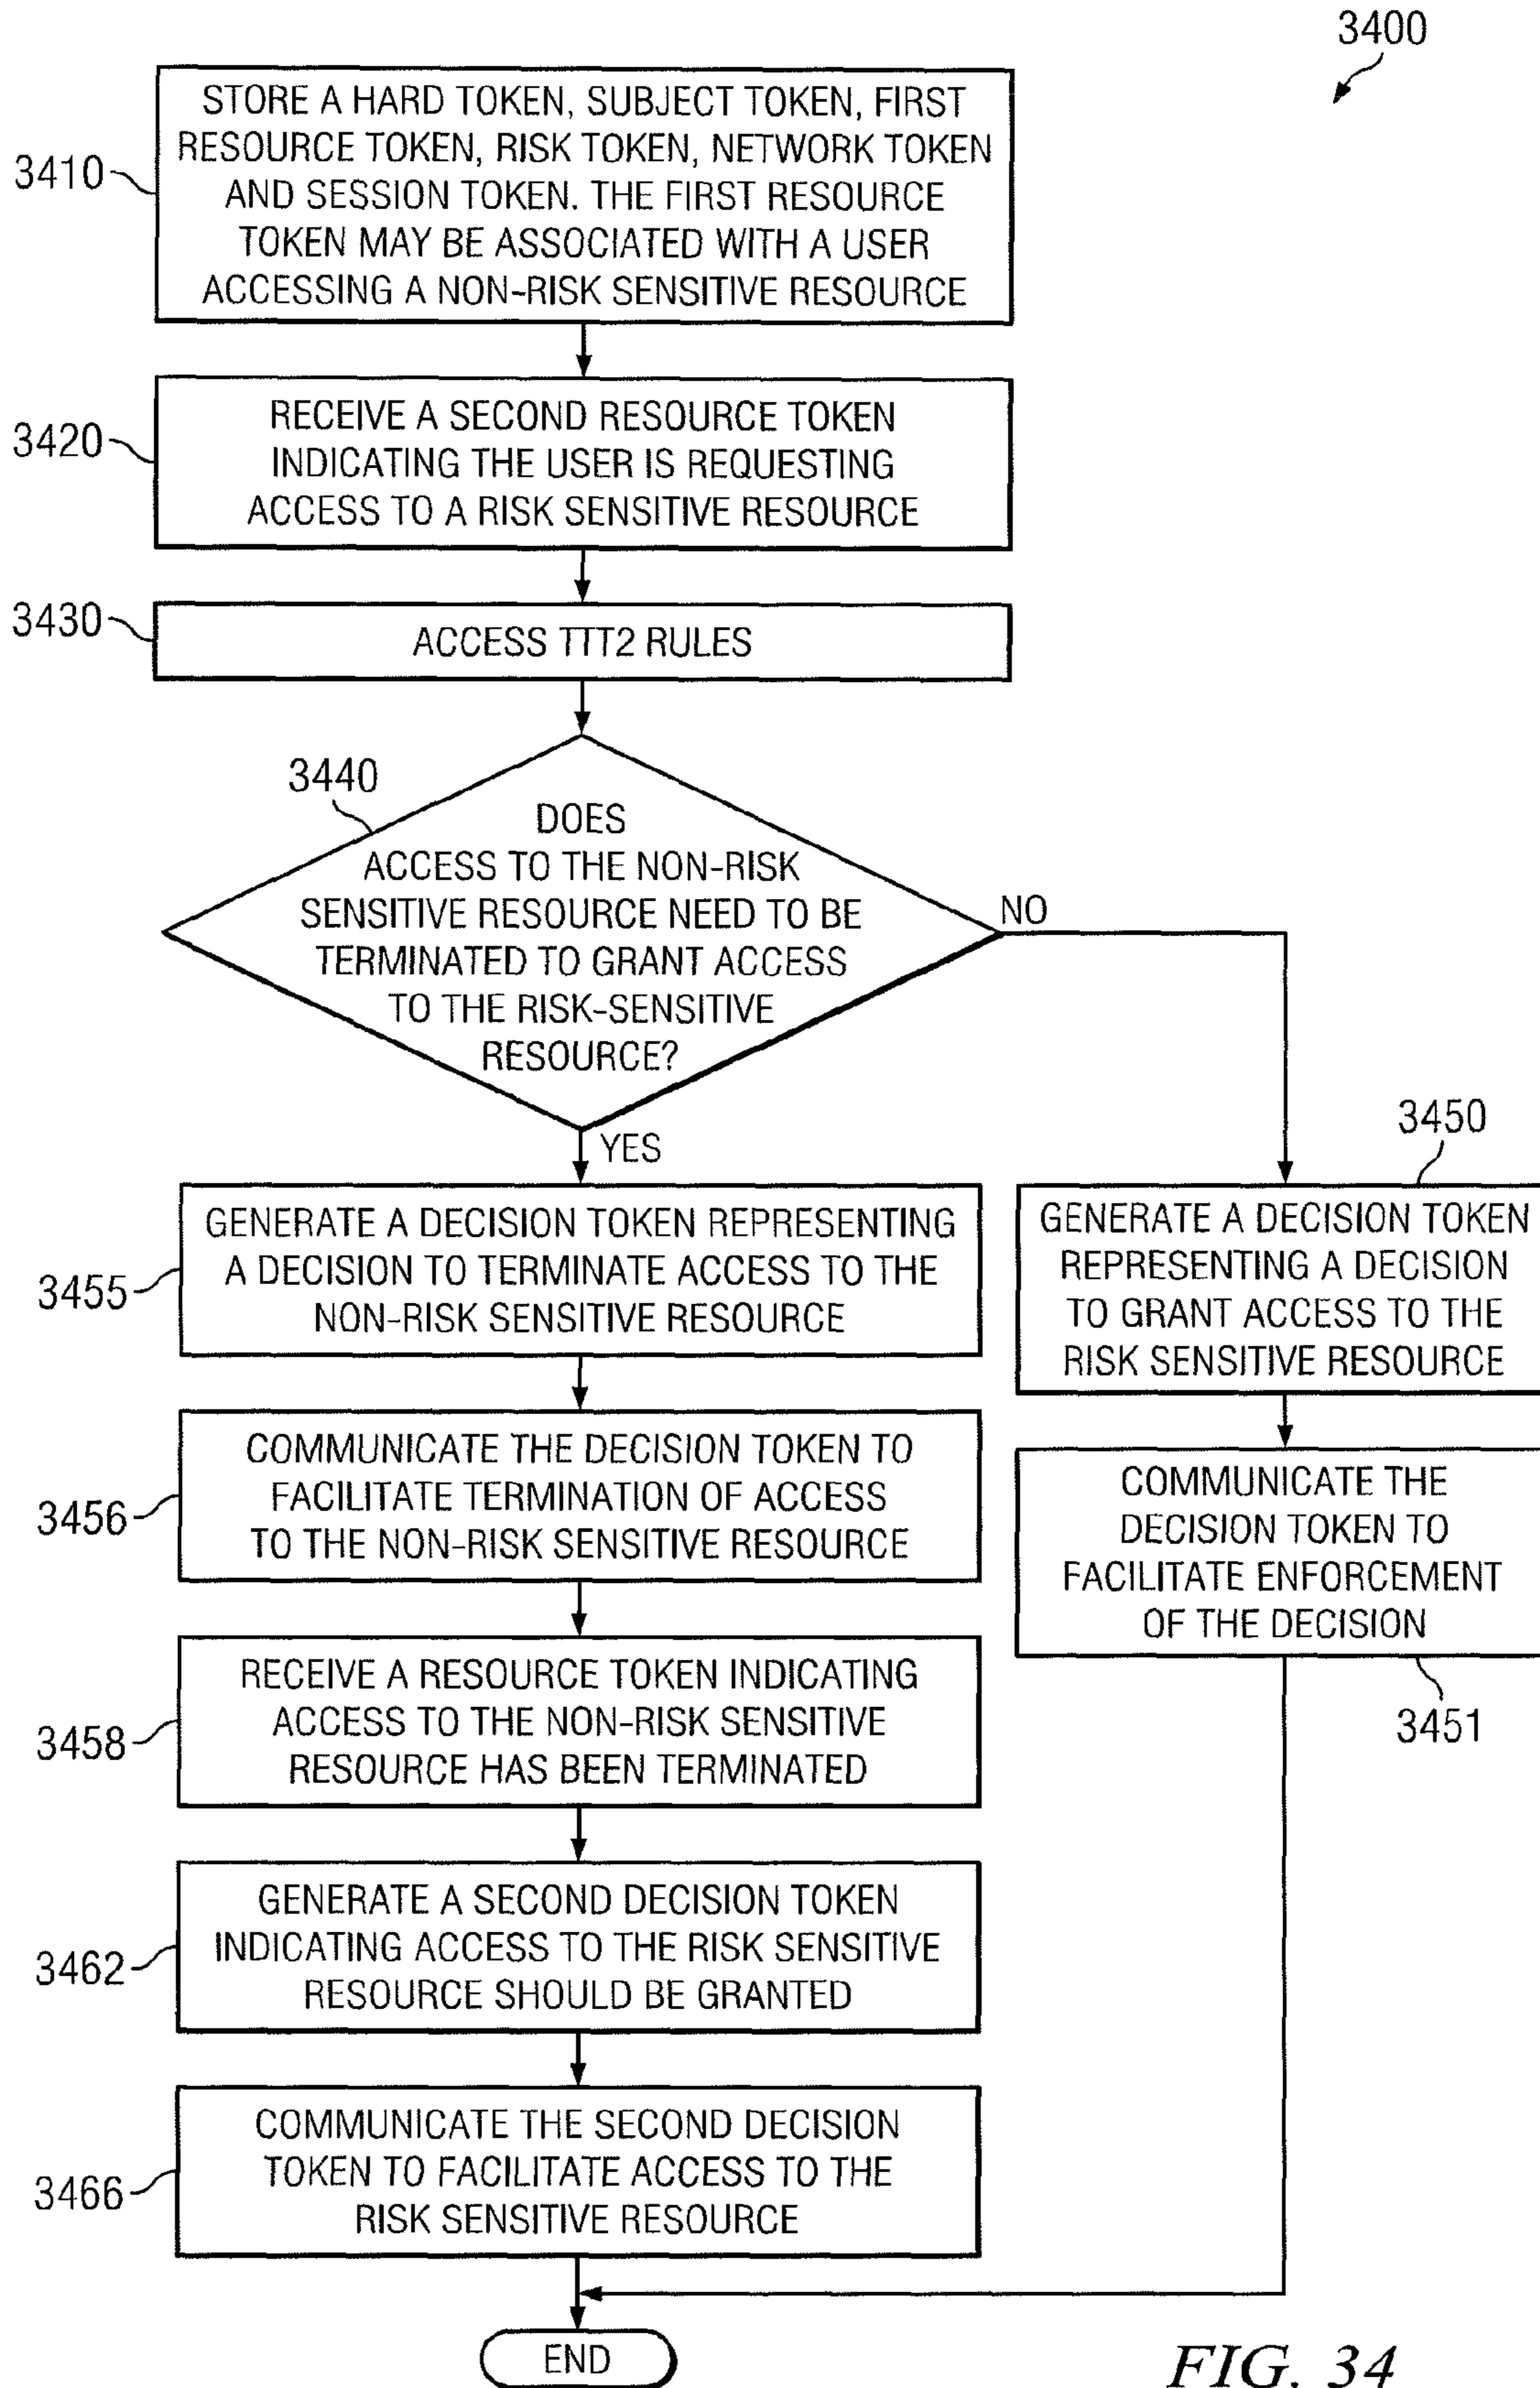 3400
3410
STORE A HARD TOKEN, SUBJECT TOKEN, FIRST
RESOURCE TOKEN, RISK TOKEN, NETWORK TOKEN
AND SESSION TOKEN. THE FIRST RESOURCE
TOKEN MAY BE ASSOCIATED WITH A USER
ACCESSING A NON-RISK SENSITIVE RESOURCE
3420
RECEIVE A SECOND RESOURCE TOKEN
INDICATING THE USER IS REQUESTING
ACCESS TO A RISK SENSITIVE RESOURCE
3430
ACCESS TTT2 RULES
3440
DOES
ACCESS TO THE NON-RISK
SENSITIVE RESOURCE NEED TO BE
TERMINATED TO GRANT ACCESS
TO THE RISK-SENSITIVE
RESOURCE?
NO
YES
3455
GENERATE A DECISION TOKEN REPRESENTING
A DECISION TO TERMINATE ACCESS TO THE
NON-RISK SENSITIVE RESOURCE
3450
GENERATE A DECISION TOKEN
REPRESENTING A DECISION
TO GRANT ACCESS TO THE
RISK SENSITIVE RESOURCE
3456
COMMUNICATE THE DECISION TOKEN TO
FACILITATE TERMINATION OF ACCESS
TO THE NON-RISK SENSITIVE RESOURCE
COMMUNICATE THE
DECISION TOKEN TO
FACILITATE ENFORCEMENT
OF THE DECISION
3451
3458
RECEIVE A RESOURCE TOKEN INDICATING
ACCESS TO THE NON-RISK SENSITIVE
RESOURCE HAS BEEN TERMINATED
3462
GENERATE A SECOND DECISION TOKEN
INDICATING ACCESS TO THE RISK SENSITIVE
RESOURCE SHOULD BE GRANTED
3466
COMMUNICATE THE SECOND DECISION
TOKEN TO FACILITATE ACCESS TO THE
RISK SENSITIVE RESOURCE
END
FIG. 34